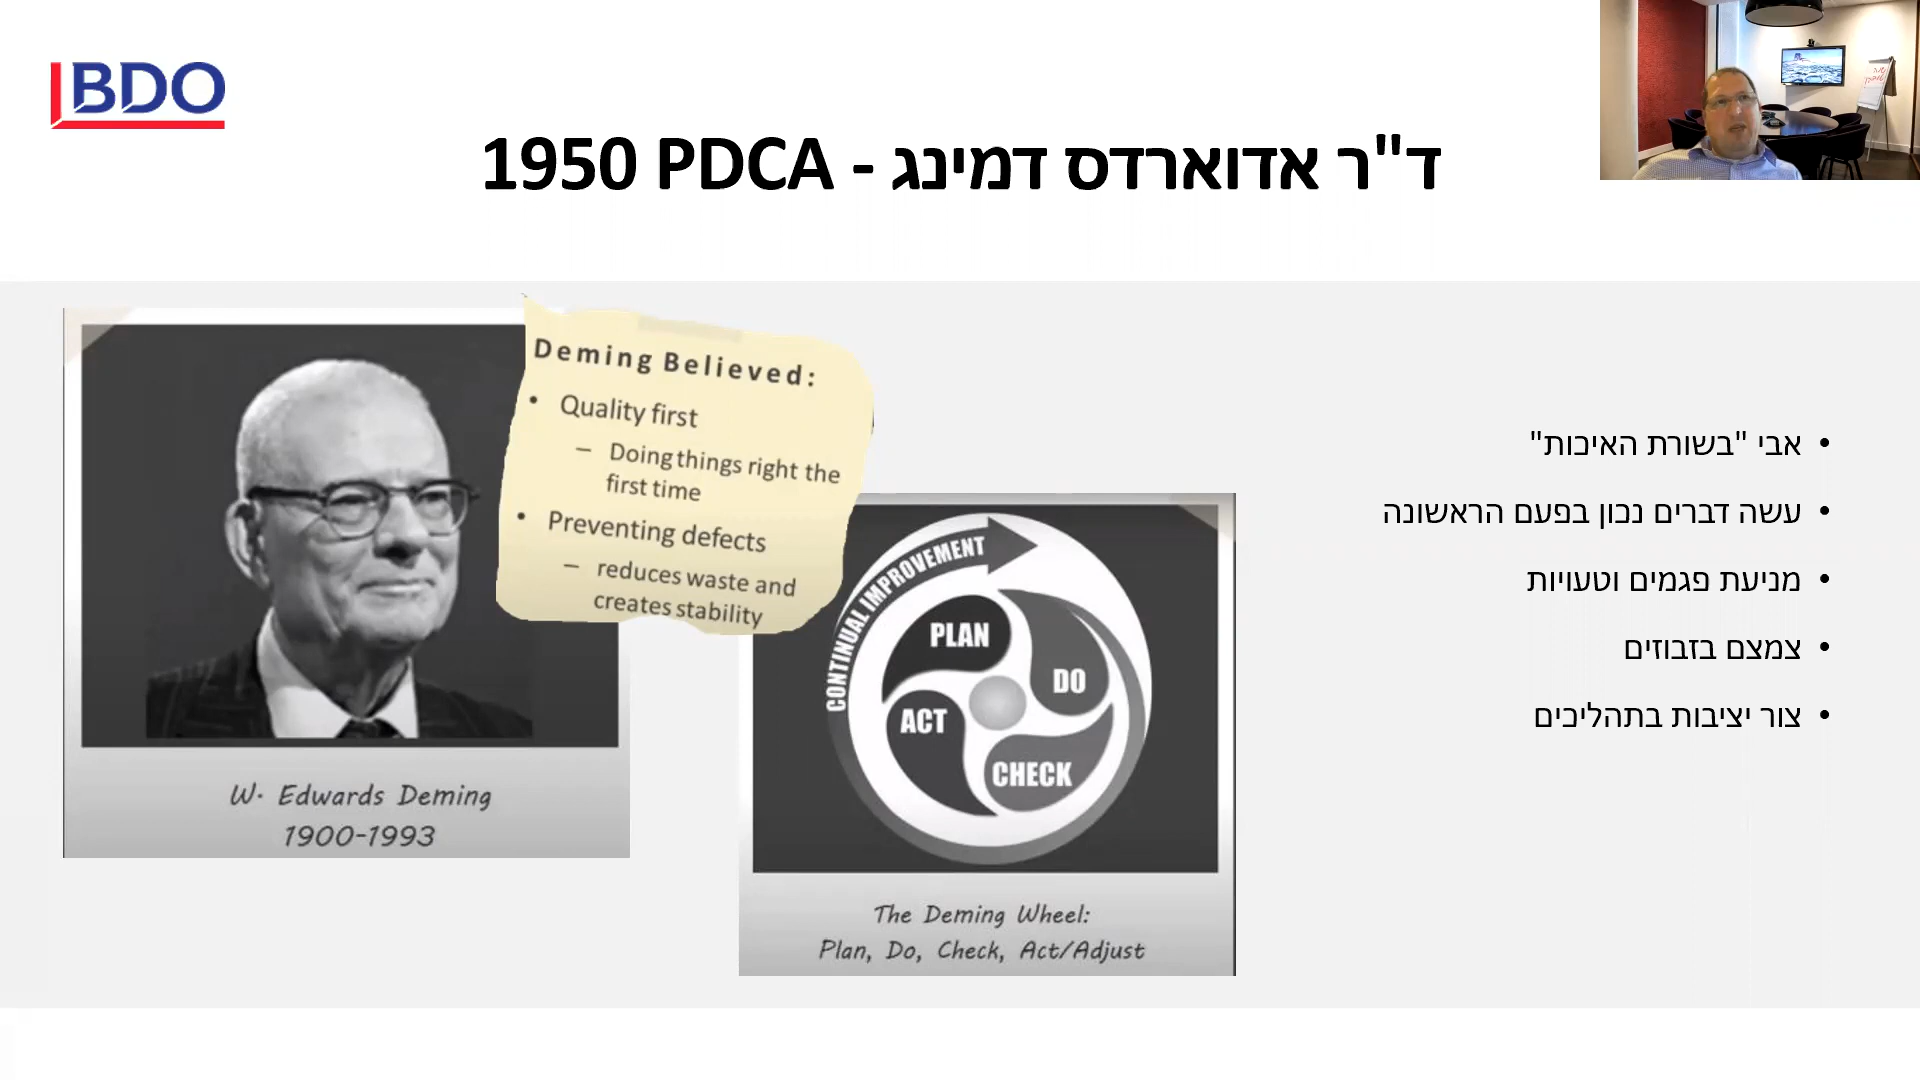 BDO
ד"ר אדוארדס דמינג - 1950 PDCA
• אבי "בשורת האיכות"
• עשה דברים נכון בפעם הראשונה
• מניעת פגמים וטעויות
• צמצם בזבוזים
• צור יציבות בתהליכים
Deming Believed:
• Quality first
– Doing things right the
first time
• Preventing defects
– reduces waste and
creates stability
W. Edwards Deming
1900-1993
CONTINUAL IMPROVEMENT
PLAN
DO
CHECK
ACT
The Deming Wheel:
Plan, Do, Check, Act/Adjust